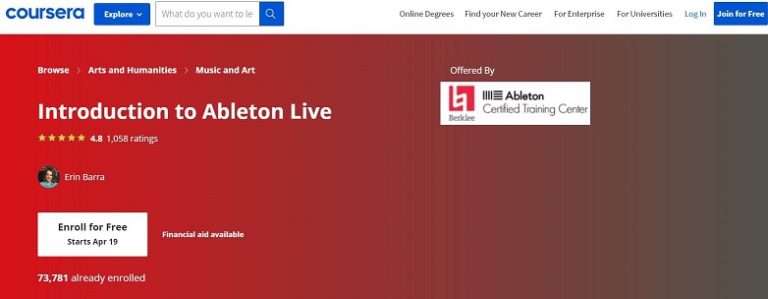 coursera
Explore
What do you want to le
Online Degrees
Find your New Career
For Enterprise
For Universities
Log In
Join for Free
Browse > Arts and Humanities > Music and Art
Offered By
Berklee
Ableton
Certified Training Center
Introduction to Ableton Live
4.8 1,058 ratings
Erin Barra
Enroll for Free
Starts Apr 19
Financial aid available
73,781 already enrolled